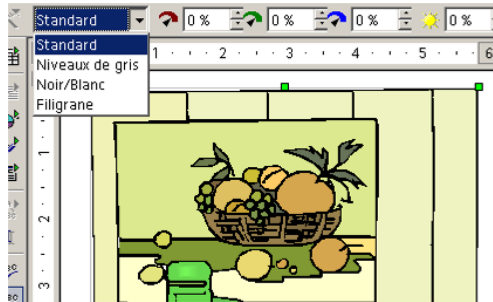 Standard 0 % 0 % 0 % 0 %
Standard
Niveaux de gris
Noir/Blanc
Filigrane
1 2 3 4 5 6
2
3